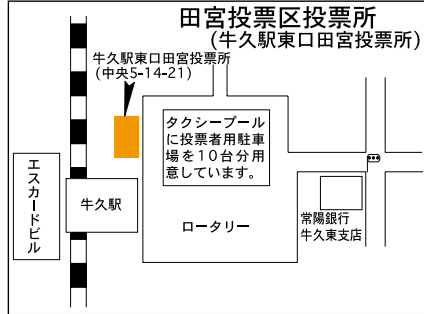 田宮投票区投票所
(牛久駅東口田宮投票所)
牛久駅東口田宮投票所
(中央5-14-21)
タクシープール
に投票者用駐車
場を10台分用
意しています。
エスカードビル
牛久駅
ロータリー
常陽銀行
牛久東支店